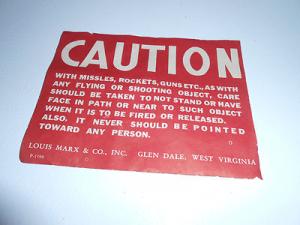 CAUTION
WITH MISSLES, ROCKETS, GUNS ETC., AS WITH
ANY FLYING OR SHOOTING OBJECT, CARE
SHOULD BE TAKEN TO NOT STAND OR HAVE
FACE IN PATH OR NEAR TO SUCH OBJECT
WHEN IT IS TO BE FIRED OR RELEASED.
ALSO, IT NEVER SHOULD BE POINTED
TOWARD ANY PERSON.
LOUIS MARX & CO., INC. GLEN DALE, WEST VIRGINIA